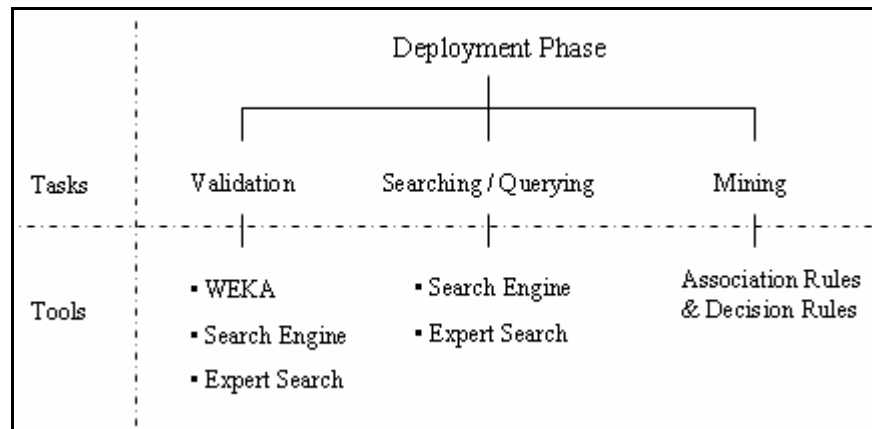 Deployment Phase
Tasks
Validation
Searching / Querying
Mining
Tools
▪ WEKA
▪ Search Engine
▪ Expert Search
▪ Search Engine
▪ Expert Search
Association Rules
& Decision Rules